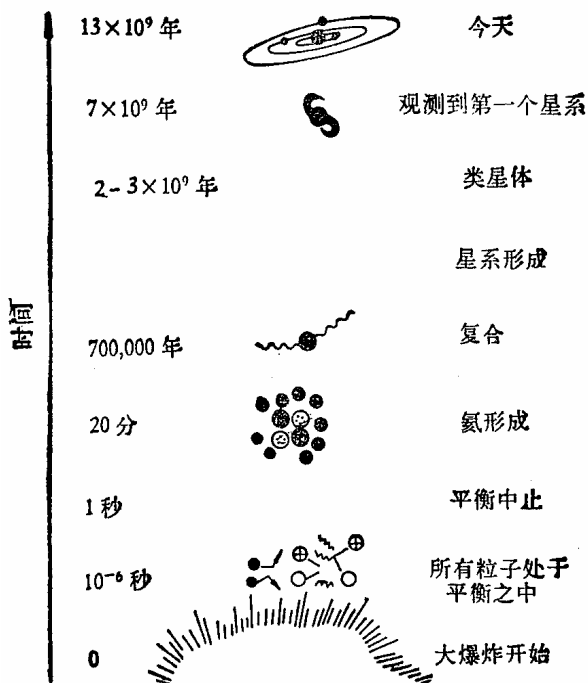 13×10⁹ 年 今天
7×10⁹ 年 观测到第一个星系
2-3×10⁹ 年 类星体
星系形成
时间
700,000 年 复合
20 分 氦形成
1 秒 平衡中止
10⁻⁶ 秒 所有粒子处于
平衡之中
0 大爆炸开始